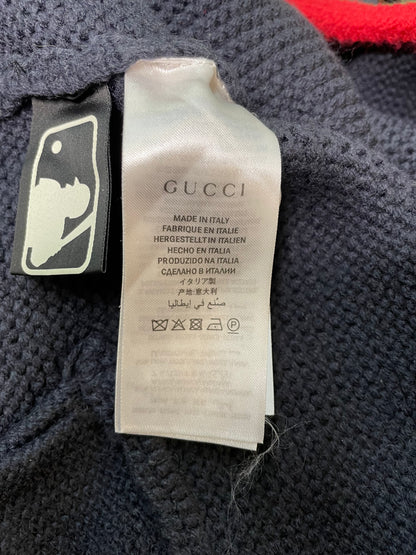 GUCCI
MADE IN ITALY
FABRIQUE EN ITALIE
HERGESTELLT IN ITALIEN
HECHO EN ITALIA
PRODUZIDO NA ITALIA
СДЕЛАНО В ИТАЛИИ
イタリア製
产地:意大利
صنع في إيطاليا
P